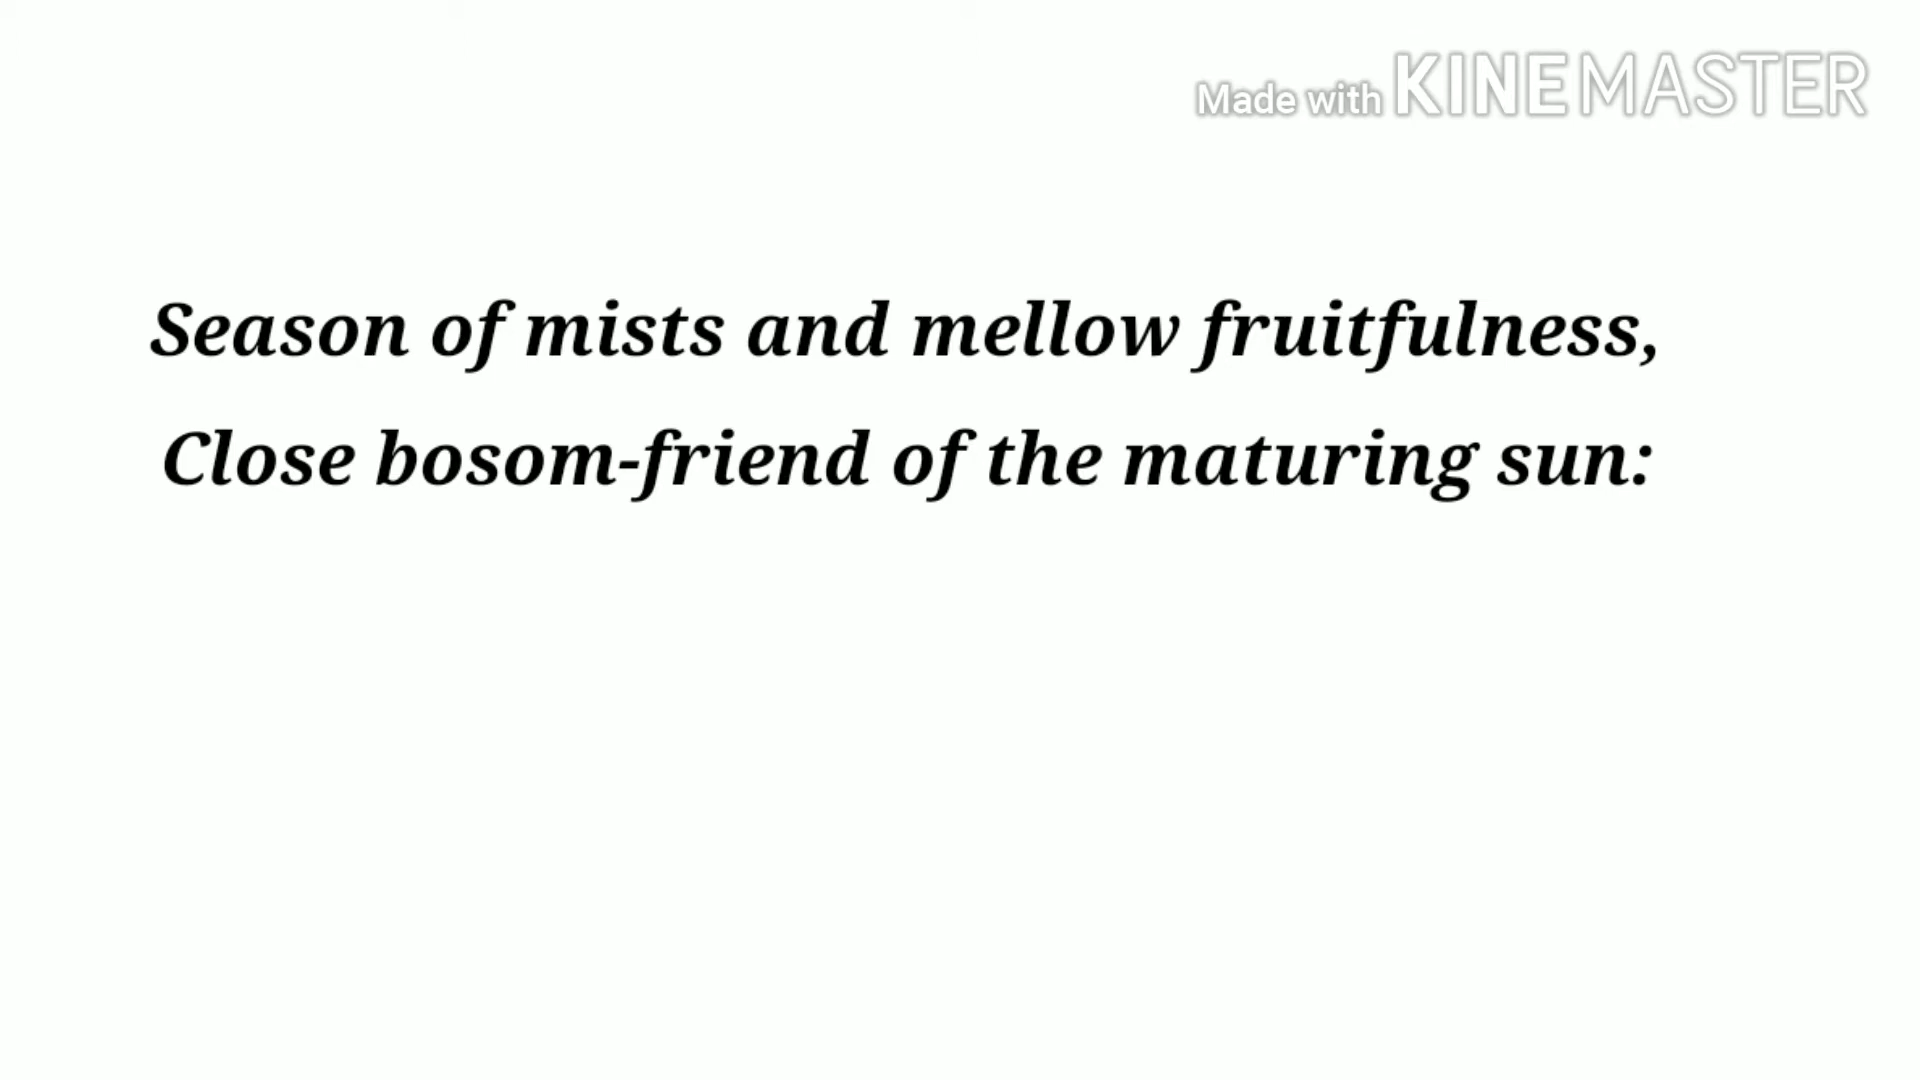 Made with KINEMASTER
Season of mists and mellow fruitfulness,
Close bosom-friend of the maturing sun: